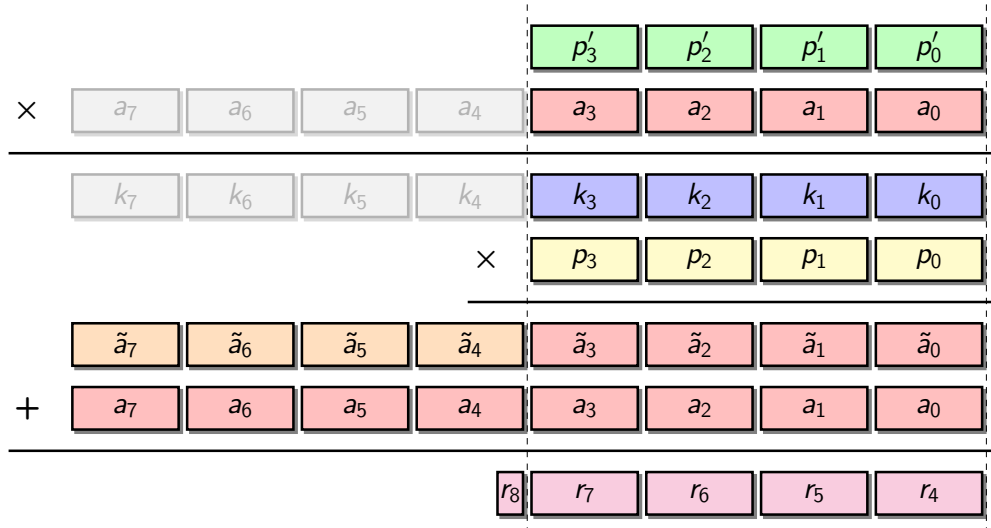 p′₃ p′₂ p′₁ p′₀
× a₇ a₆ a₅ a₄ a₃ a₂ a₁ a₀
k₇ k₆ k₅ k₄ k₃ k₂ k₁ k₀
× p₃ p₂ p₁ p₀
ã₇ ã₆ ã₅ ã₄ ã₃ ã₂ ã₁ ã₀
+ a₇ a₆ a₅ a₄ a₃ a₂ a₁ a₀
r₈ r₇ r₆ r₅ r₄